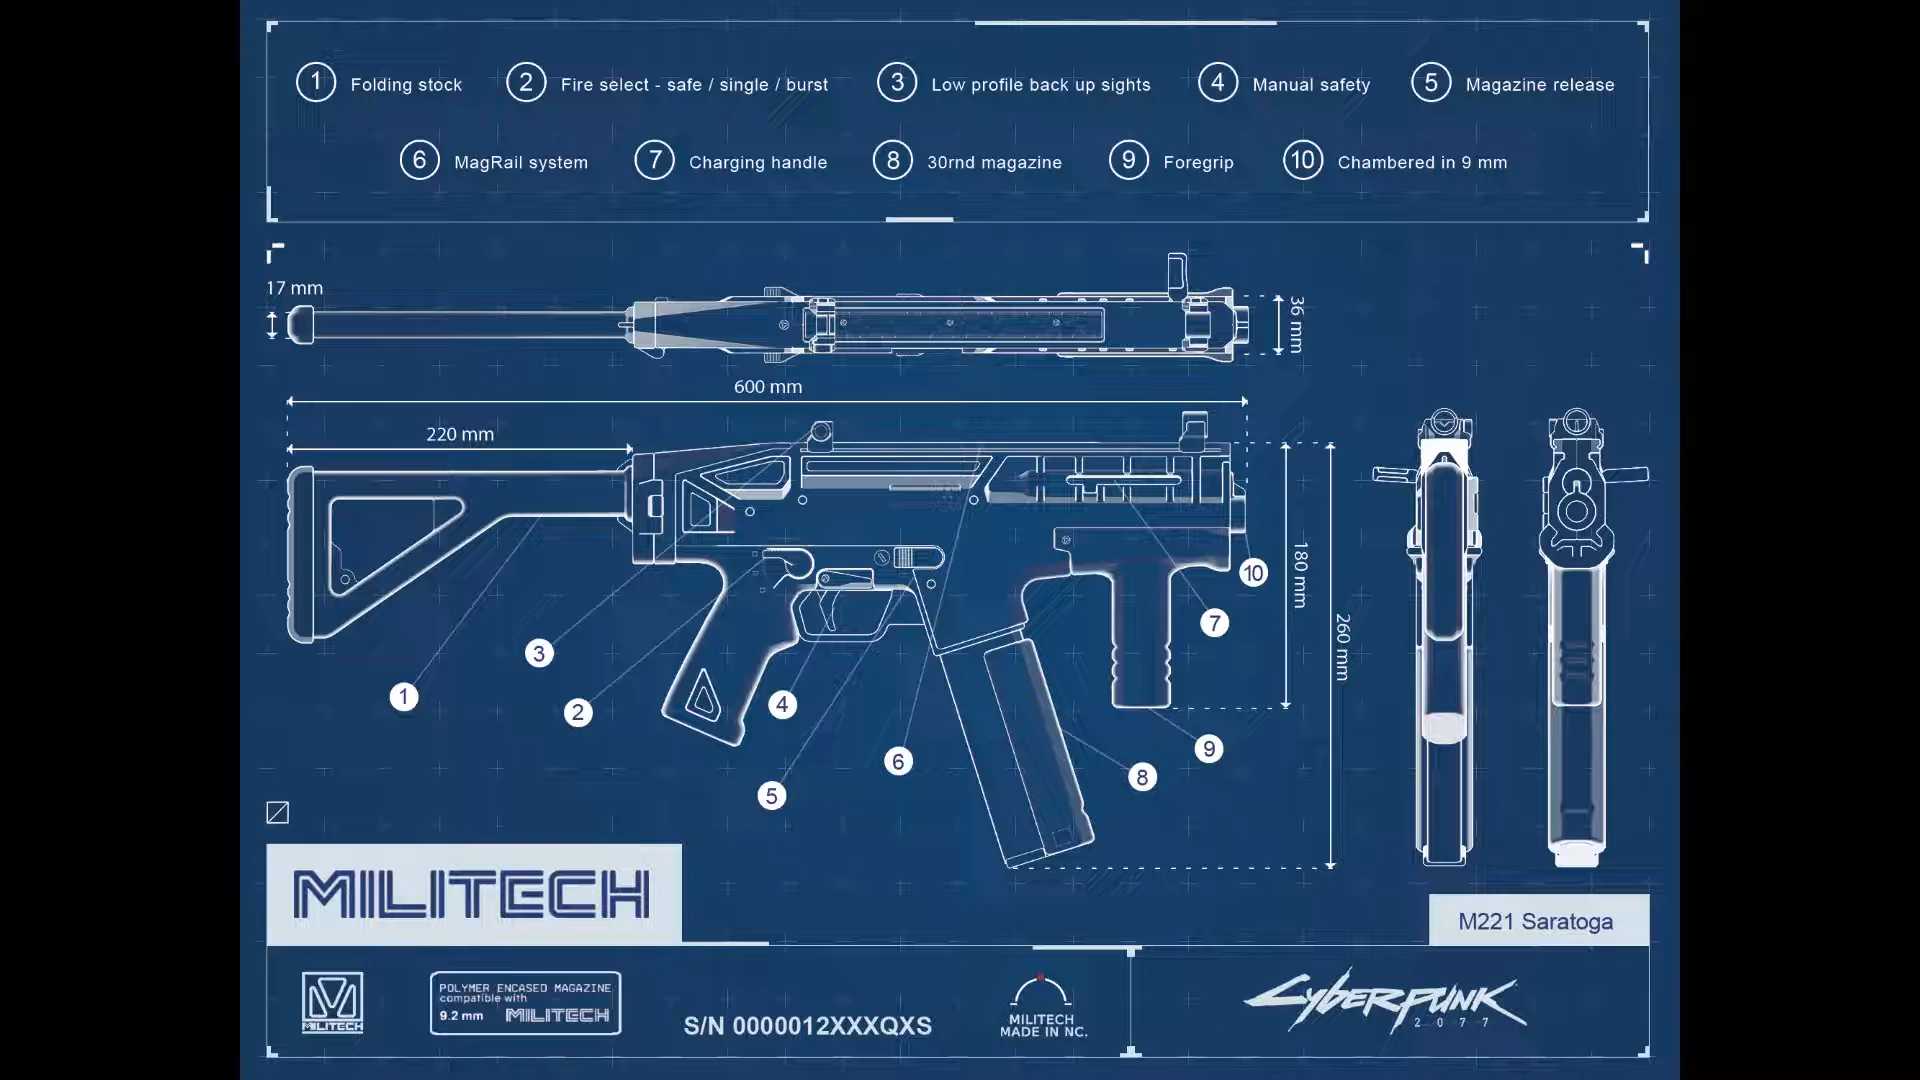 1 Folding stock 2 Fire select - safe / single / burst 3 Low profile back up sights 4 Manual safety 5 Magazine release
6 MagRail system 7 Charging handle 8 30rnd magazine 9 Foregrip 10 Chambered in 9 mm
17 mm
36 mm
600 mm
220 mm
180 mm
260 mm
10
7
3
1
2
4
9
6
8
5
MILITECH
M221 Saratoga
MILITECH
POLYMER ENCASED MAGAZINE
compatible with
9.2 mm MILITECH
S/N 0000012XXXQXS
MILITECH
MADE IN NC.
CYBERPUNK
2077